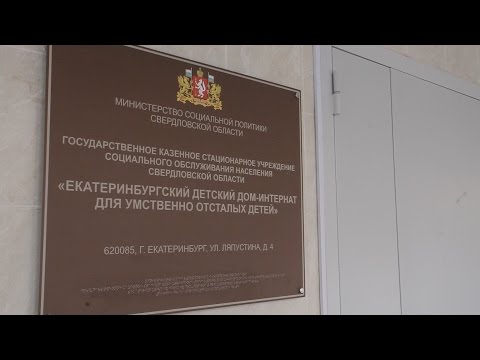 МИНИСТЕРСТВО СОЦИАЛЬНОЙ ПОЛИТИКИ
СВЕРДЛОВСКОЙ ОБЛАСТИ
ГОСУДАРСТВЕННОЕ КАЗЕННОЕ СТАЦИОНАРНОЕ УЧРЕЖДЕНИЕ
СОЦИАЛЬНОГО ОБСЛУЖИВАНИЯ НАСЕЛЕНИЯ
СВЕРДЛОВСКОЙ ОБЛАСТИ
«ЕКАТЕРИНБУРГСКИЙ ДЕТСКИЙ ДОМ-ИНТЕРНАТ
ДЛЯ УМСТВЕННО ОТСТАЛЫХ ДЕТЕЙ»
620085, Г. ЕКАТЕРИНБУРГ, УЛ. ЛЯПУСТИНА, Д. 4